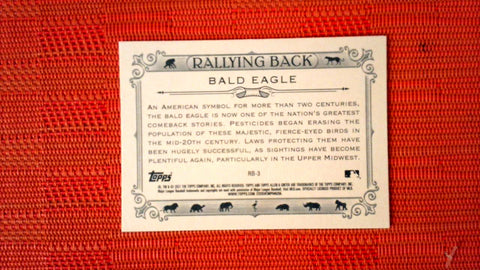 RALLYING BACK
BALD EAGLE
AN AMERICAN SYMBOL FOR MORE THAN TWO CENTURIES,
THE BALD EAGLE IS NOW ONE OF THE NATION'S GREATEST
COMEBACK STORIES. PESTICIDES BEGAN ERASING THE
POPULATION OF THESE MAJESTIC, FIERCE-EYED BIRDS IN
THE MID-20TH CENTURY. LAWS PROTECTING THEM HAVE
BEEN HUGELY SUCCESSFUL, AS SIGHTINGS HAVE BECOME
PLENTIFUL AGAIN, PARTICULARLY IN THE UPPER MIDWEST.
RB-3
Topps